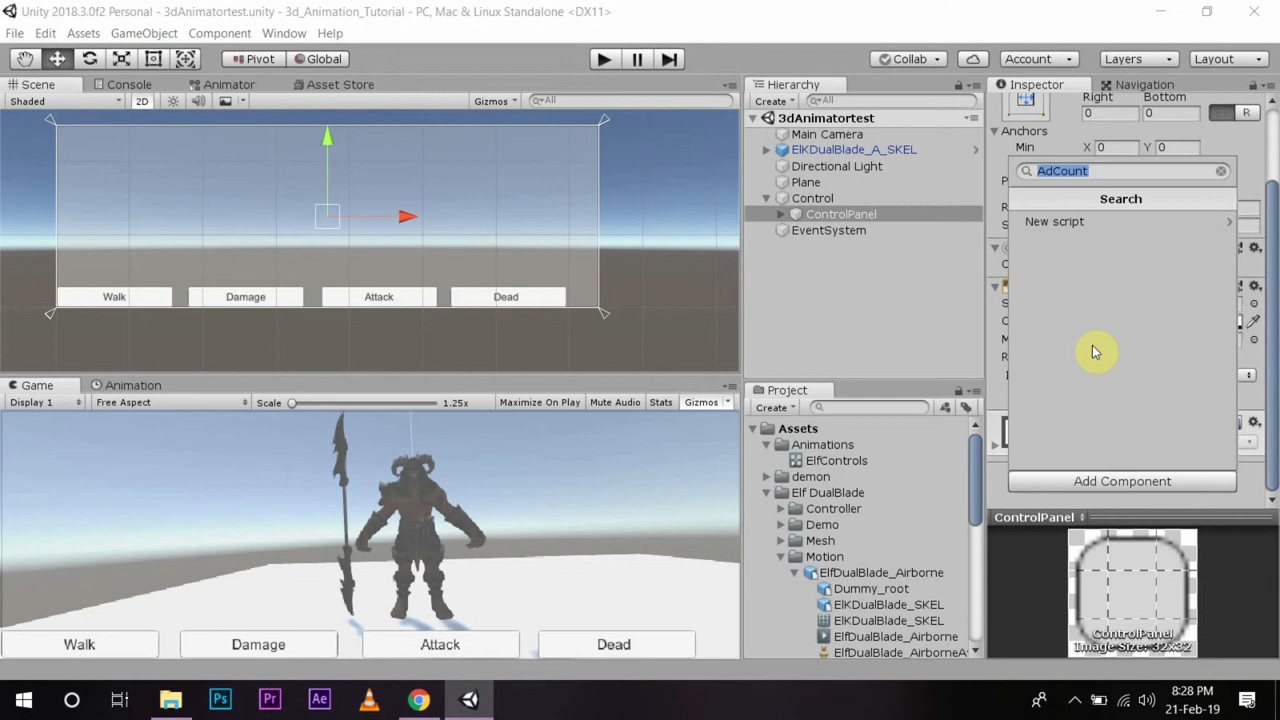 Unity 2018.3.0f2 Personal - 3dAnimatortest.unity - 3d_Animation_Tutorial - PC, Mac & Linux Standalone <DX11>
File Edit Assets GameObject Component Window Help
Pivot Global Collab Account Layers Layout
Scene Console Animator Asset Store
Shaded 2D Gizmos All
Walk Damage Attack Dead
Game Animation
Display 1 Free Aspect Scale 1.25x Maximize On Play Mute Audio Stats Gizmos
Walk Damage Attack Dead
Hierarchy
Create All
3dAnimatortest
Main Camera
ElKDualBlade_A_SKEL
Directional Light
Plane
Control
ControlPanel
EventSystem
Project
Create
Assets
Animations
ElfControls
demon
Elf DualBlade
Controller
Demo
Mesh
Motion
ElfDualBlade_Airborne
Dummy_root
ElKDualBlade_SKEL
ElKDualBlade_SKEL
ElfDualBlade_Airborne
ElfDualBlade_AirborneA
Inspector Navigation
Right Bottom
0 0 R
Anchors
Min X 0 Y 0
AdCount
Search
New script
Add Component
ControlPanel
ControlPanel
Image Size: 32x32
Ps Pr Ae
8:28 PM
21-Feb-19